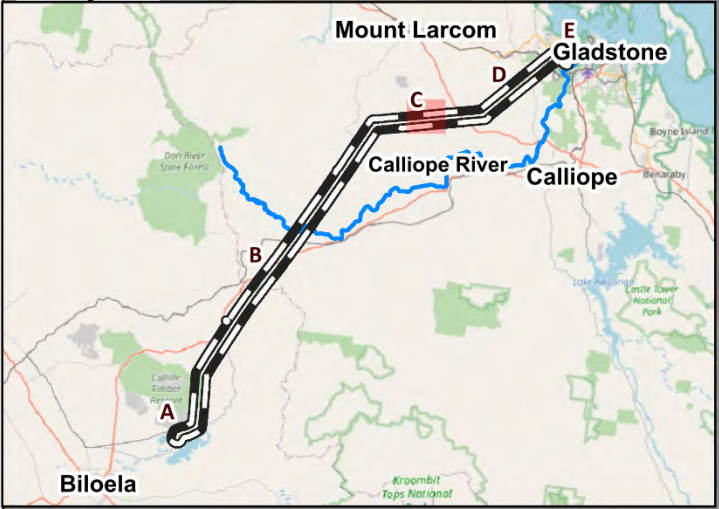 Mount Larcom
E
Gladstone
D
C
Boyne Island
Don River
State Forest
Calliope River
Calliope
Benaraby
B
Lake Awoonga
Castle Tower
National
Park
Callide
Timber
Reserve
A
Biloela
Kroombit
Tops National